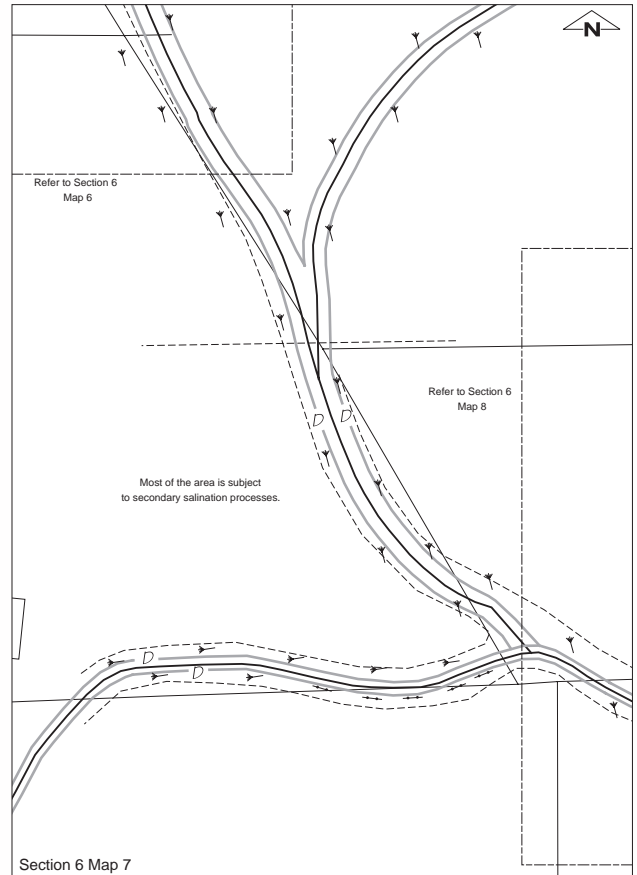 N
Refer to Section 6
Map 6
Refer to Section 6
Map 8
D
D
Most of the area is subject
to secondary salination processes.
D
D
Section 6 Map 7